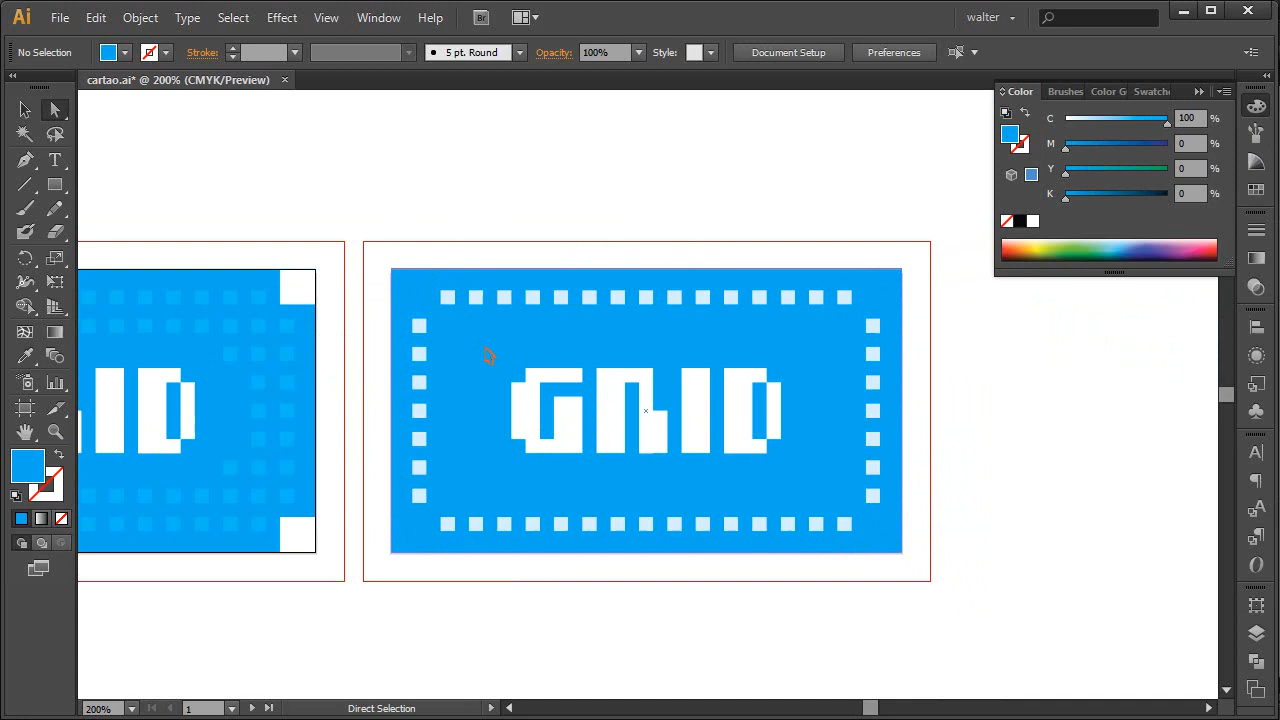 Ai File Edit Object Type Select Effect View Window Help Br walter
No Selection Stroke: 5 pt. Round Opacity: 100% Style: Document Setup Preferences
cartao.ai* @ 200% (CMYK/Preview)
Color Brushes Color G Swatche
C 100 %
M 0 %
Y 0 %
K 0 %
GRID
ID
200% 1 Direct Selection